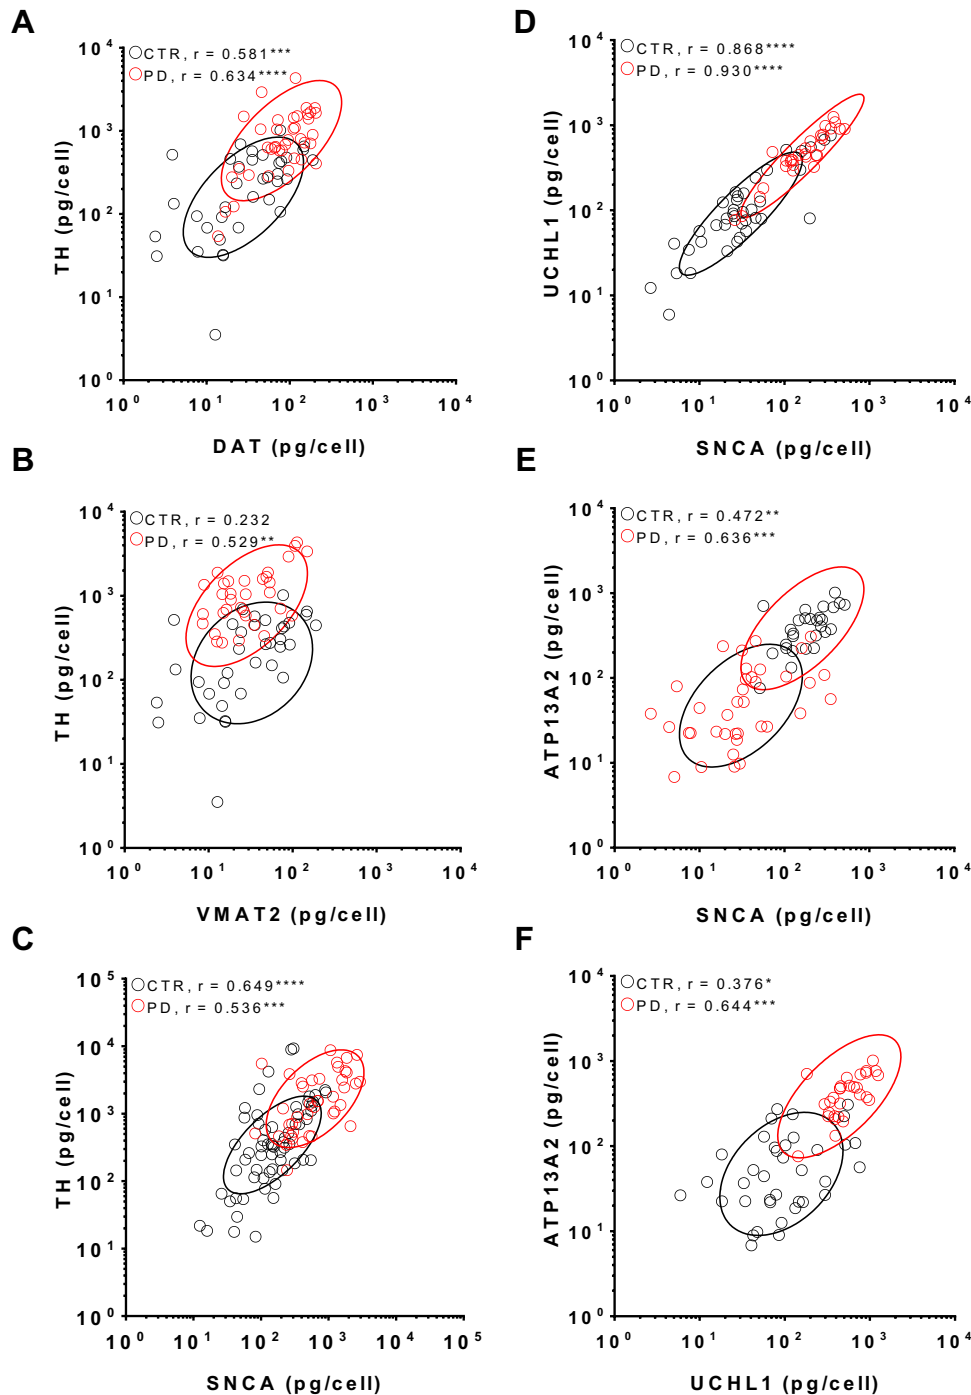 A
10⁴
CTR, r = 0.581***
PD, r = 0.634****
10³
10²
10¹
10⁰
TH (pg/cell)
10⁰ 10¹ 10² 10³ 10⁴
DAT (pg/cell)
B
10⁴
CTR, r = 0.232
PD, r = 0.529**
10³
10²
10¹
10⁰
TH (pg/cell)
10⁰ 10¹ 10² 10³ 10⁴
VMAT2 (pg/cell)
C
10⁵
CTR, r = 0.649****
PD, r = 0.536***
10⁴
10³
10²
10¹
10⁰
TH (pg/cell)
10⁰ 10¹ 10² 10³ 10⁴ 10⁵
SNCA (pg/cell)
D
10⁴
CTR, r = 0.868****
PD, r = 0.930****
10³
10²
10¹
10⁰
UCHL1 (pg/cell)
10⁰ 10¹ 10² 10³ 10⁴
SNCA (pg/cell)
E
10⁴
CTR, r = 0.472**
PD, r = 0.636***
10³
10²
10¹
10⁰
ATP13A2 (pg/cell)
10⁰ 10¹ 10² 10³ 10⁴
SNCA (pg/cell)
F
10⁴
CTR, r = 0.376*
PD, r = 0.644***
10³
10²
10¹
10⁰
ATP13A2 (pg/cell)
10⁰ 10¹ 10² 10³ 10⁴
UCHL1 (pg/cell)